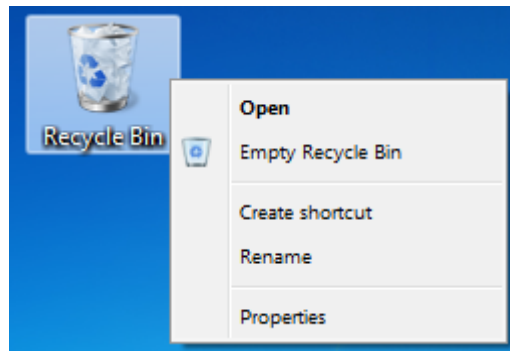 Recycle Bin
Open
Empty Recycle Bin
Create shortcut
Rename
Properties